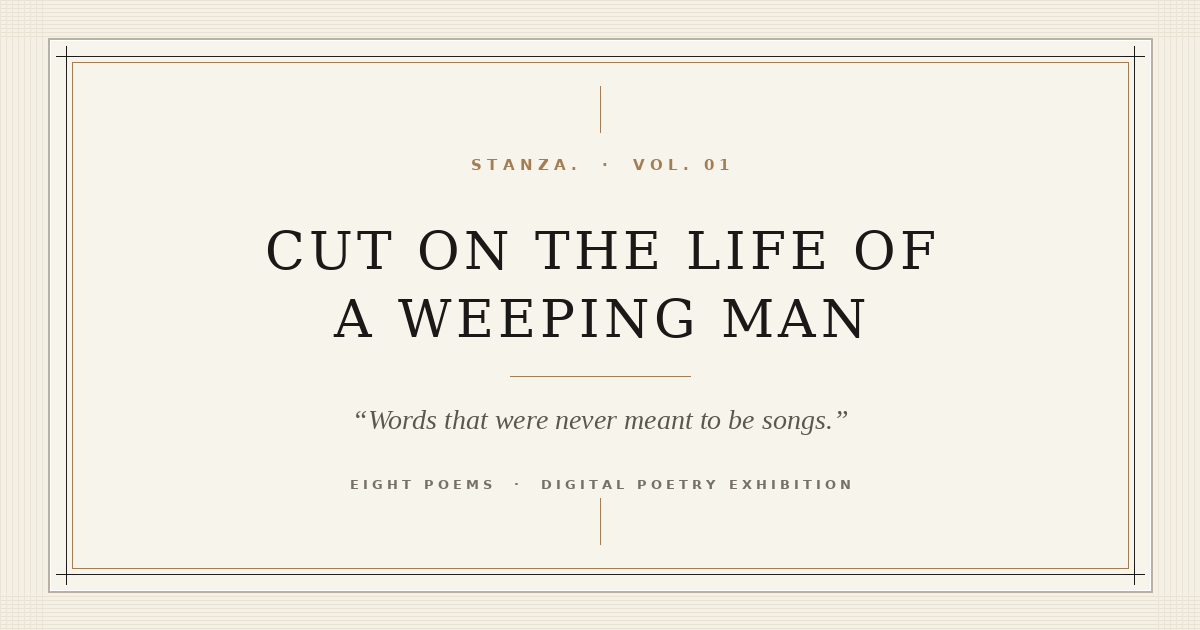 STANZA. · VOL. 01
CUT ON THE LIFE OF
A WEEPING MAN
“Words that were never meant to be songs.”
EIGHT POEMS · DIGITAL POETRY EXHIBITION